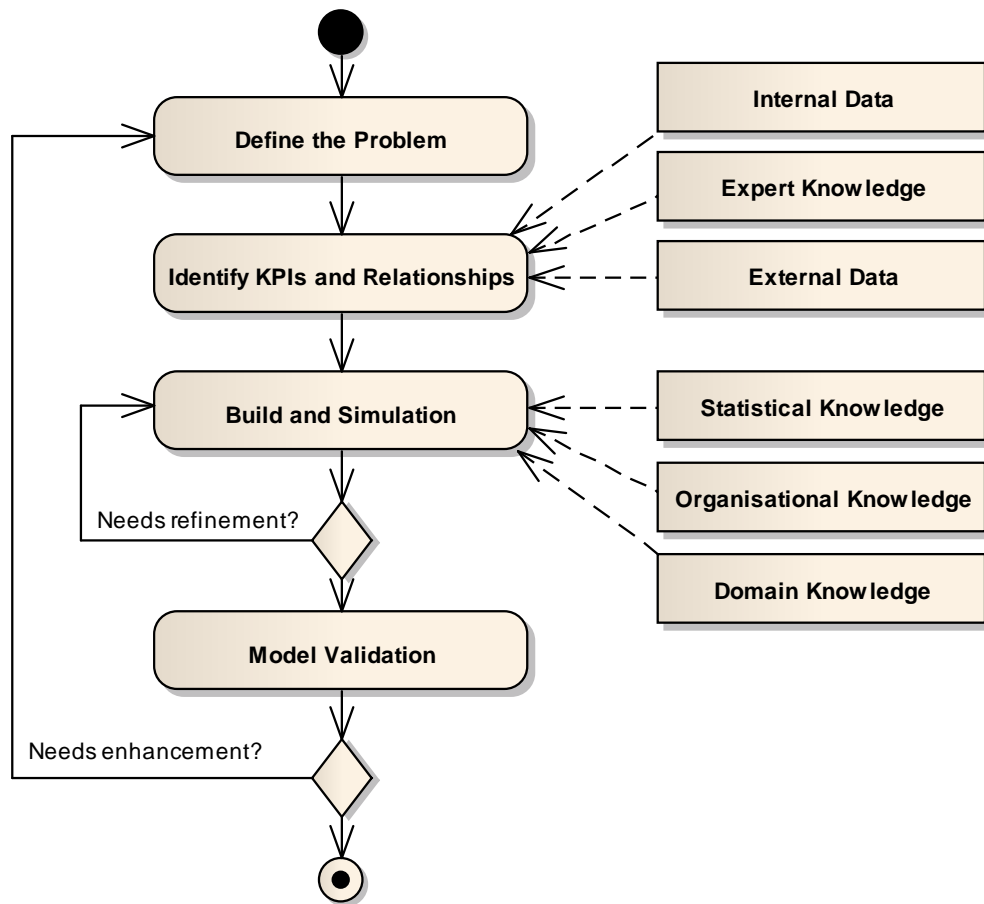 Define the Problem
Internal Data
Expert Knowledge
Identify KPIs and Relationships
External Data
Build and Simulation
Statistical Knowledge
Organisational Knowledge
Needs refinement?
Domain Knowledge
Model Validation
Needs enhancement?